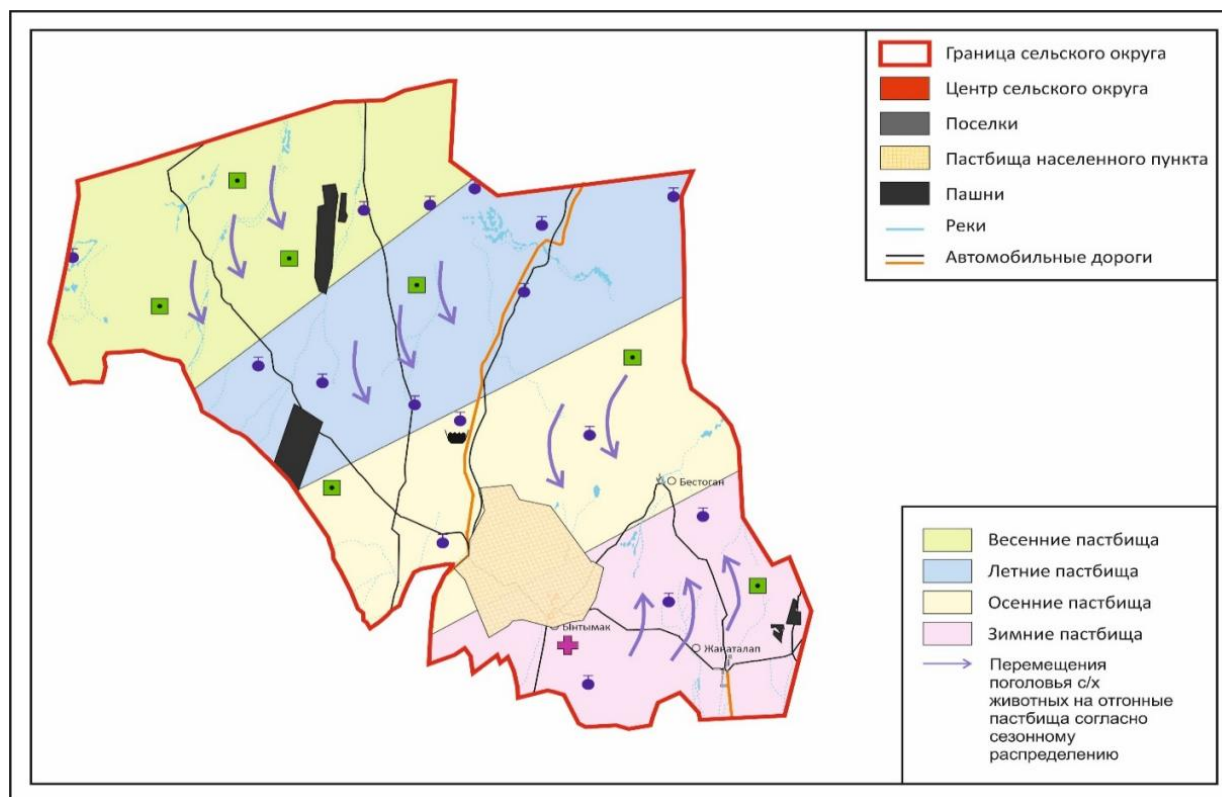 Граница сельского округа
Центр сельского округа
Поселки
Пастбища населенного пункта
Пашни
Реки
Автомобильные дороги
Бестоган
Ынтымак
Жанаталап
Весенние пастбища
Летние пастбища
Осенние пастбища
Зимние пастбища
Перемещения
поголовья с/х
животных на отгонные
пастбища согласно
сезонному
распределению